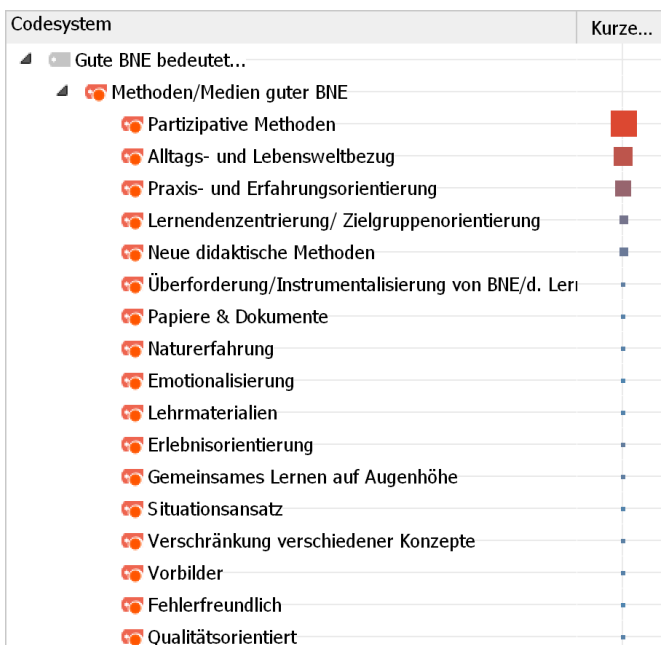 Codesystem
Kurze...
Gute BNE bedeutet...
Methoden/Medien guter BNE
Partizipative Methoden
Alltags- und Lebensweltbezug
Praxis- und Erfahrungsorientierung
Lernendenzentrierung/ Zielgruppenorientierung
Neue didaktische Methoden
Überforderung/Instrumentalisierung von BNE/d. Ler
Papiere & Dokumente
Naturerfahrung
Emotionalisierung
Lehrmaterialien
Erlebnisorientierung
Gemeinsames Lernen auf Augenhöhe
Situationsansatz
Verschränkung verschiedener Konzepte
Vorbilder
Fehlerfreundlich
Qualitätsorientiert